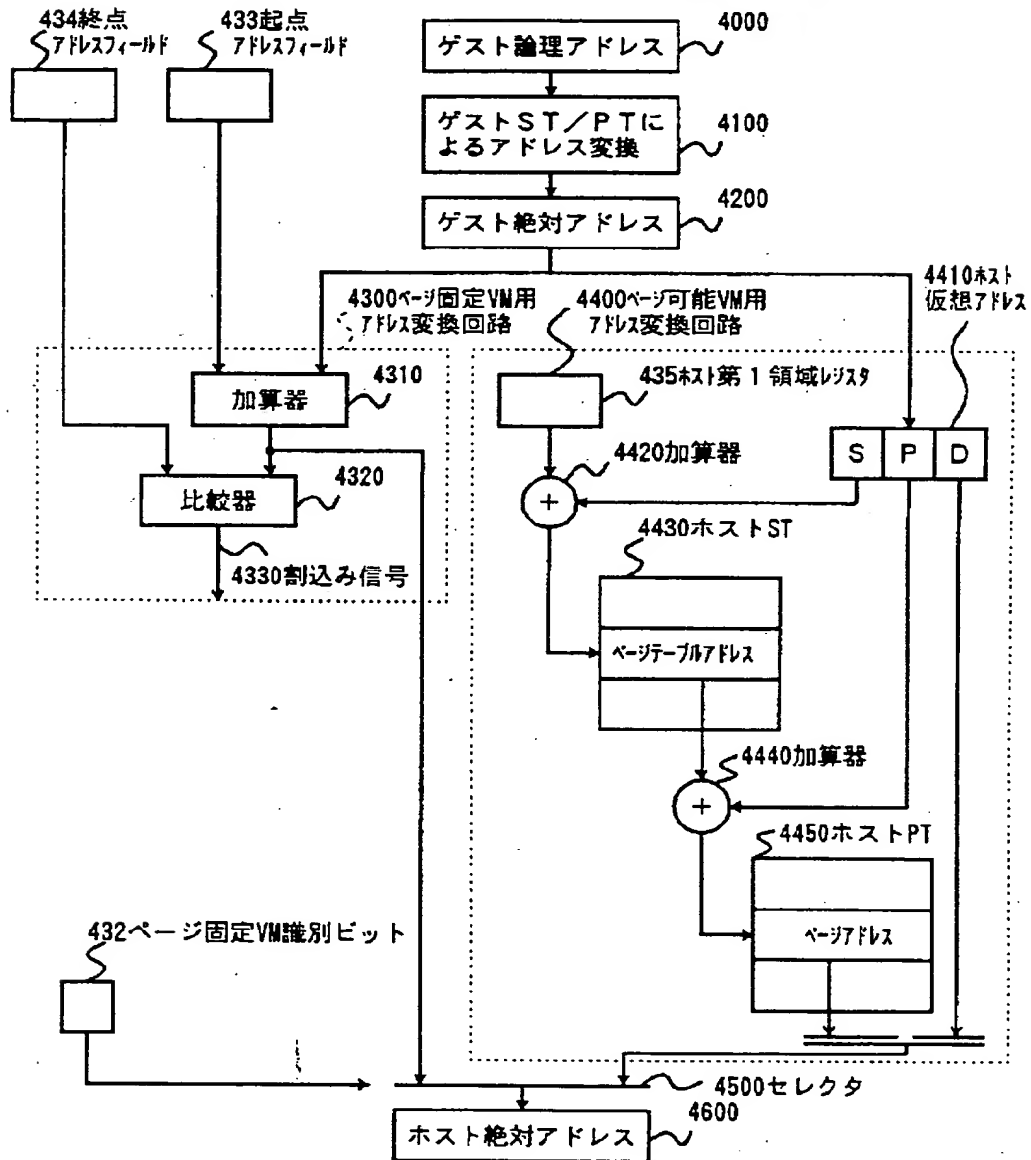 434終点
アドレスフィールド
433起点
アドレスフィールド
4000
ゲスト論理アドレス
ゲストST/PTに
よるアドレス変換
4100
4200
ゲスト絶対アドレス
4300ページ固定VM用
アドレス変換回路
4400ページ可能VM用
アドレス変換回路
4410ホスト
仮想アドレス
加算器
4310
435ホスト第1領域レジスタ
S P D
4420加算器
+
比較器
4320
4330割込み信号
4430ホストST
ページテーブルアドレス
4440加算器
+
4450ホストPT
ページアドレス
432ページ固定VM識別ビット
4500セレクタ
4600
ホスト絶対アドレス